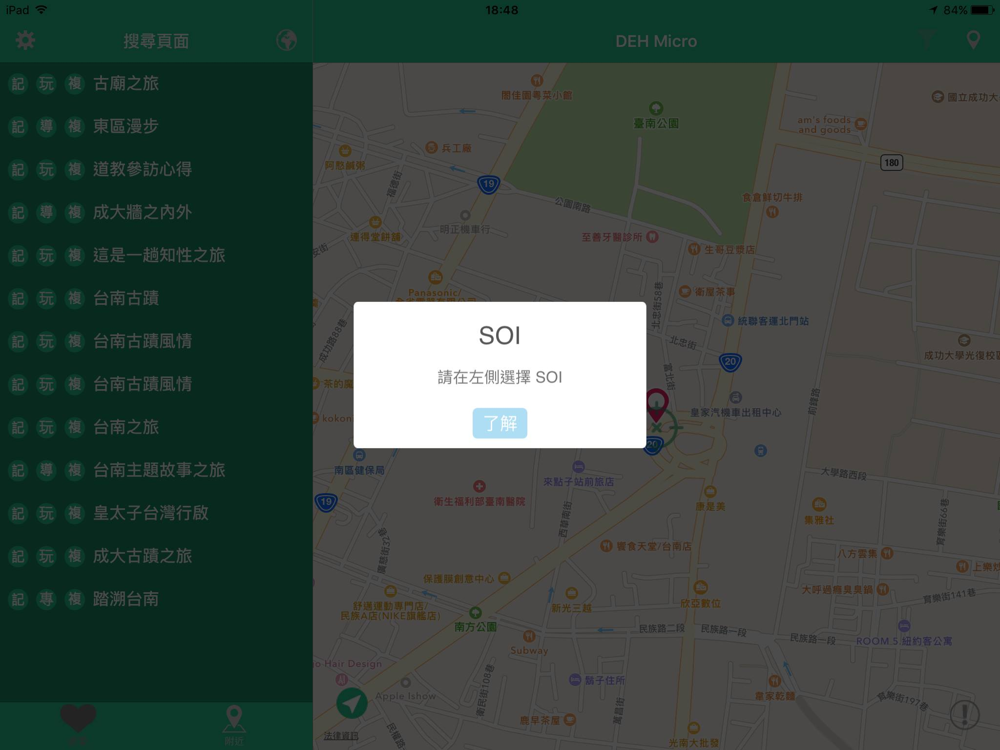 iPad
18:48
84%
搜尋頁面
DEH Micro
記 玩 複 古廟之旅
記 導 複 東區漫步
記 玩 複 道教參訪心得
記 導 複 成大牆之內外
記 玩 複 這是一趟知性之旅
記 玩 複 台南古蹟
記 玩 複 台南古蹟風情
記 玩 複 台南古蹟風情
記 玩 複 台南之旅
記 導 複 台南主題故事之旅
記 玩 複 皇太子台灣行啟
記 玩 複 成大古蹟之旅
記 專 複 踏溯台南
附近
SOI
請在左側選擇 SOI
了解
閤佳園粵菜小館
臺南公園
國立成功大
am's foods
and goods
兵工廠
阿憨鹹粥
180
19
福德街
公園南路
食倉鮮切牛排
明正機車行
連得堂餅舖
至善牙醫診所
生哥豆漿店
安街
Panasonic/
北忠街58巷
衛屋茶事
統聯客運北門站
成功路88巷
北忠街
20
成功大學光復校區
富北街
茶的魔
前鋒路
皇家汽機車出租中心
kokoni
20
南區健保局
來點子站前旅店
大學路西段
19
衛生福利部臺南醫院
康是美
集雅社
西華南街
育樂街66巷
廣慈街32巷
饗食天堂/台南店
八方雲集
上樂炒
保護膜創意中心
大呼過癮臭臭鍋
育樂街141巷
舒邁運動專門店/
民族A店(NIKE旗艦店)
新光三越
欣亞數位
南方公園
民族路二段
民族路一段
民族路一段
ROOM 5.紐約客公寓
Subway
jo Hair Design
鬍子住所
Apple Ishow
衛民街108巷
韋家乾麵
育樂街197巷
萬昌街
鹿早茶屋
民權路
法律資訊
光南大批發